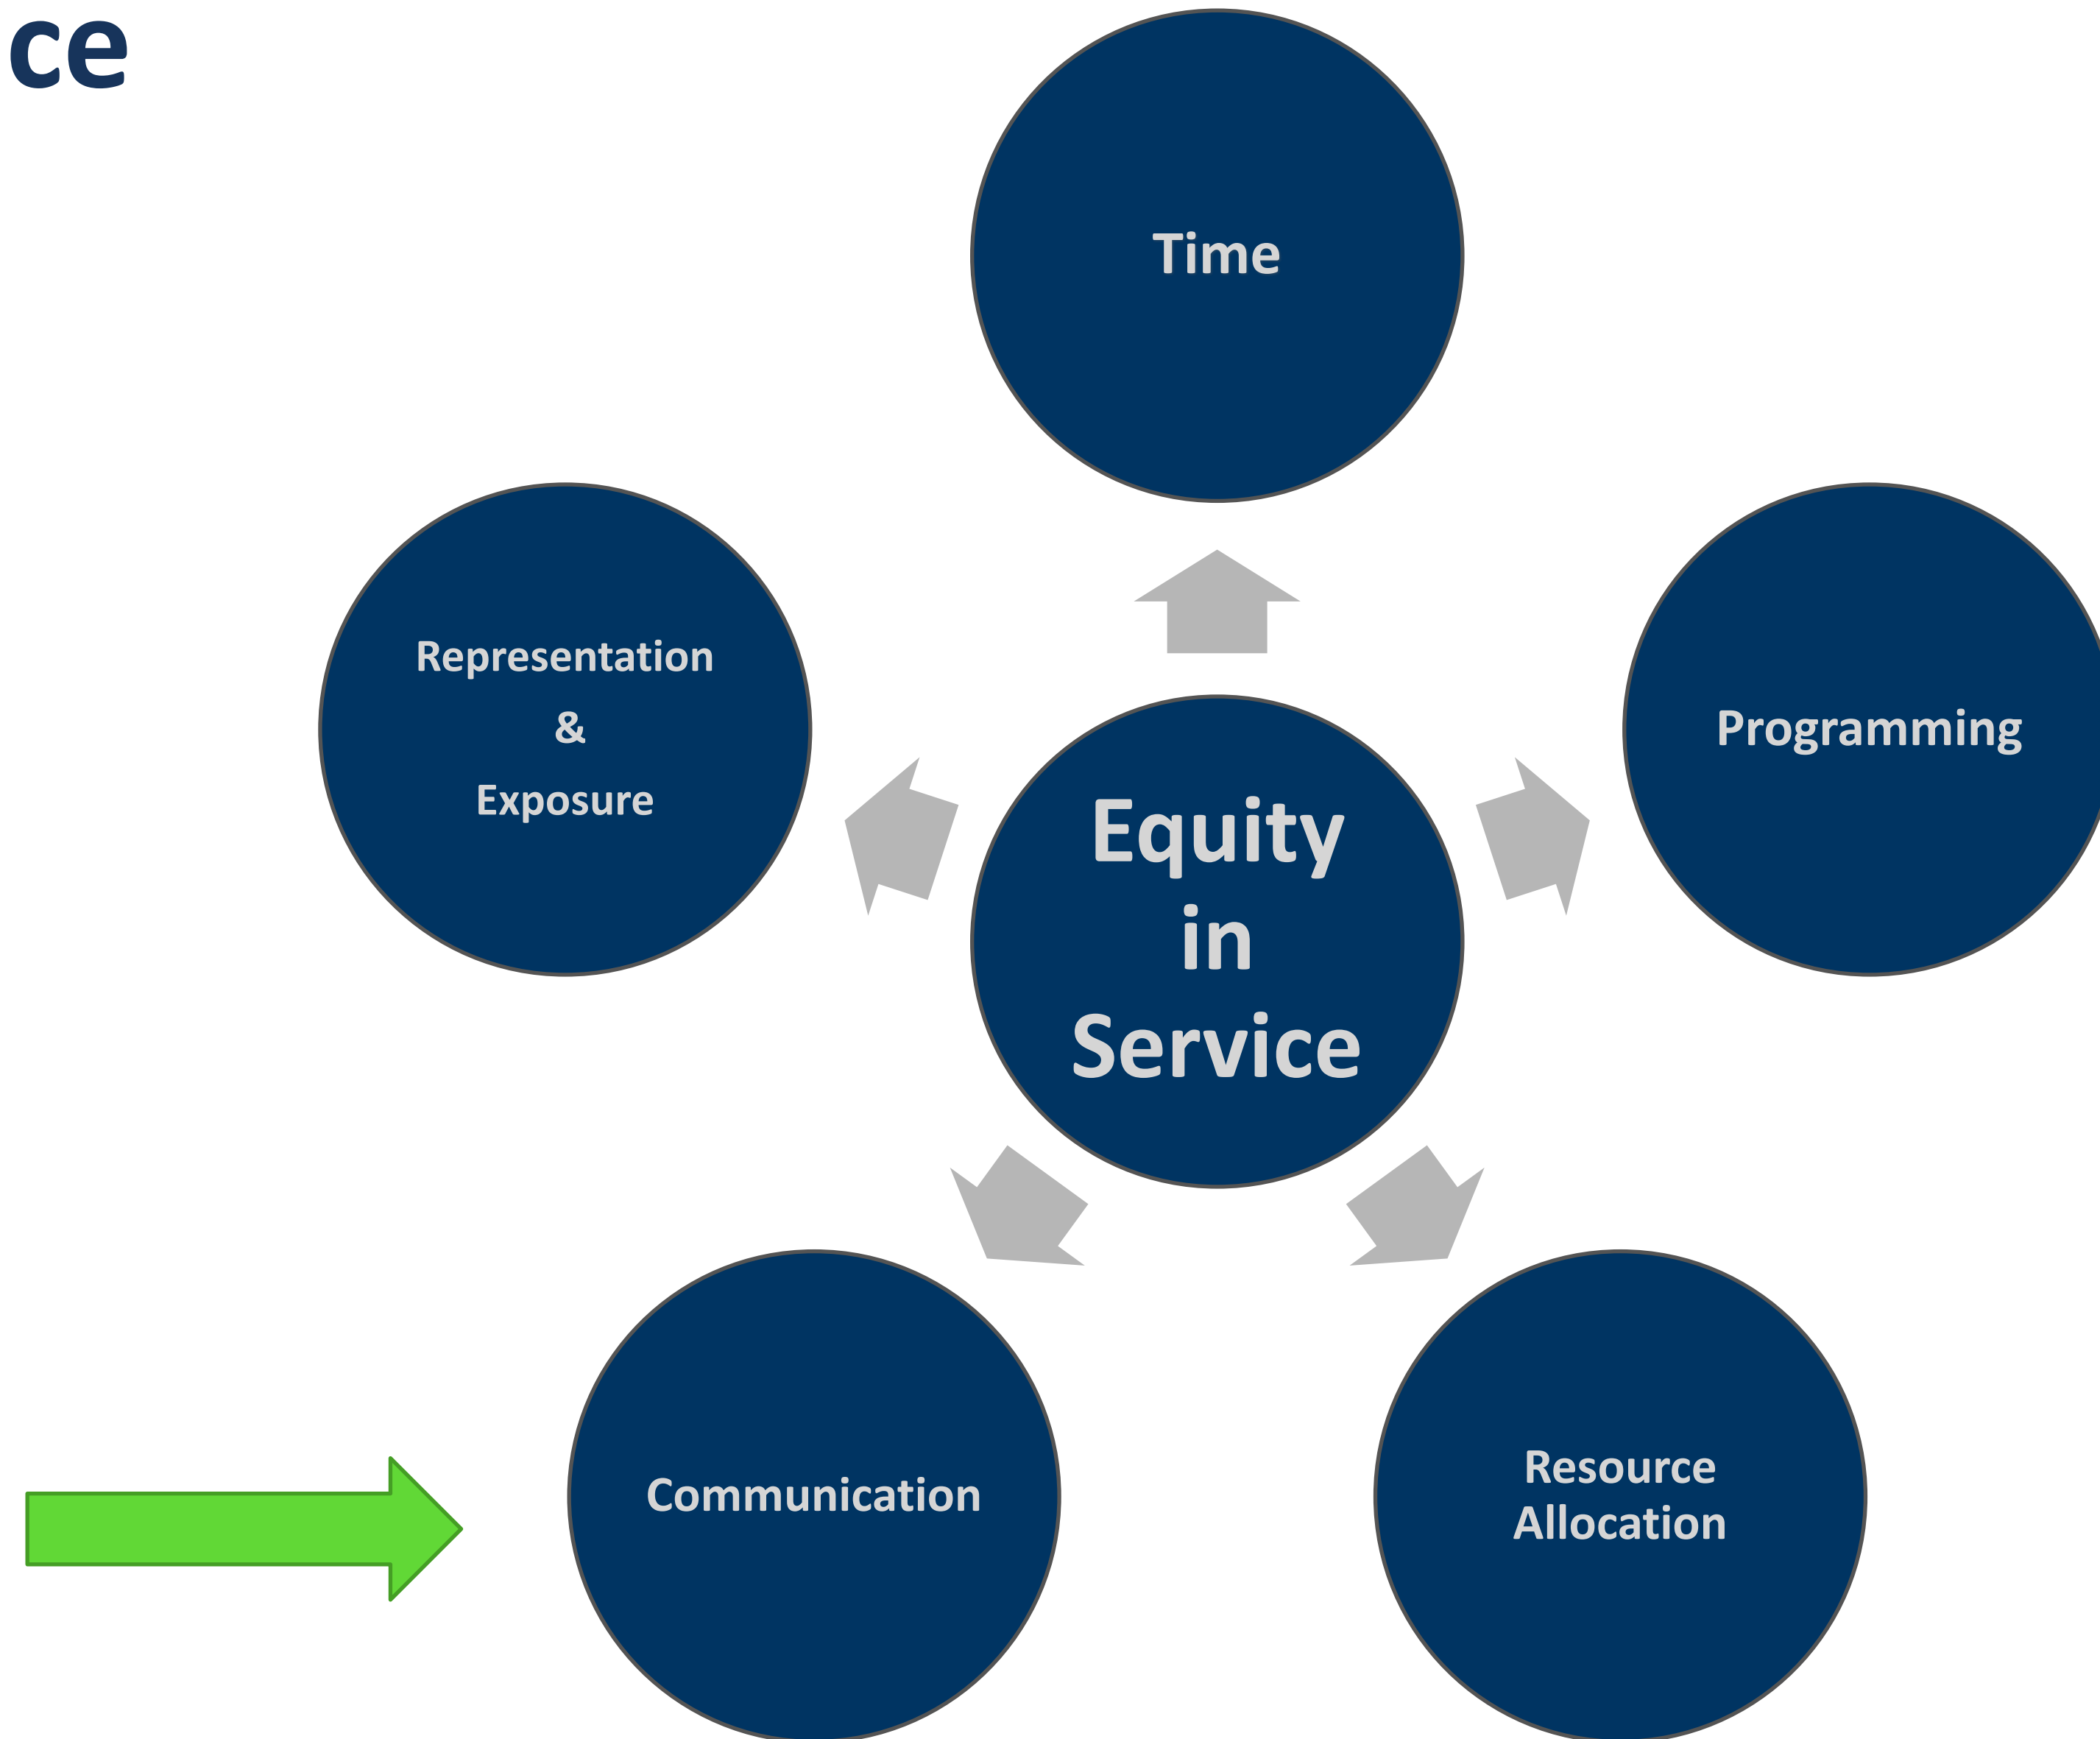 ce
Time
Representation
&
Exposure
Programming
Equity
in
Service
Communication
Resource
Allocation